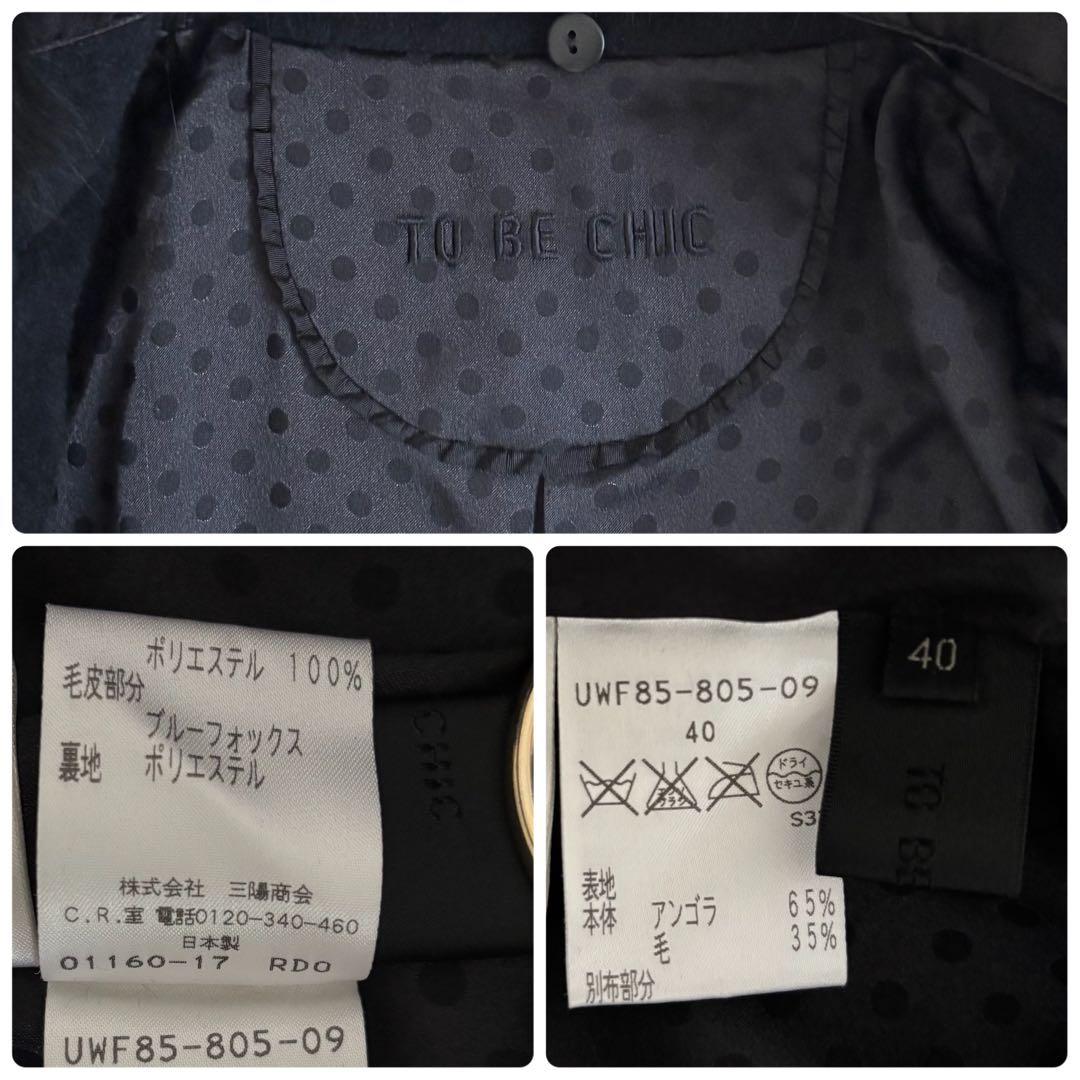 TO BE CHIC
ポリエステル 100%
毛皮部分
ブルーフォックス
裏地 ポリエステル
株式会社 三陽商会
C.R.室 電話0120-340-460
日本製
01160-17 RD0
UWF85-805-09
CHIC
UWF85-805-09
40
ドライ
セキユ系
表地
本体 アンゴラ 65%
毛 35%
別布部分
40
TO BE